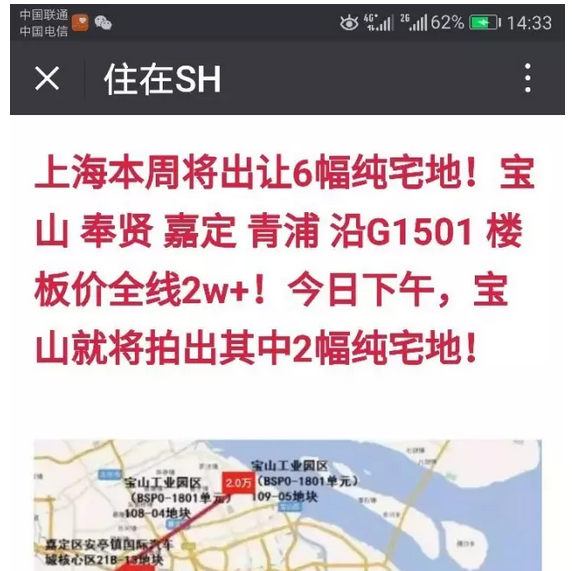 中国联通
中国电信
4G+
2G
62%
14:33
住在SH
上海本周将出让6幅纯宅地！宝
山 奉贤 嘉定 青浦 沿G1501 楼
板价全线2w+！今日下午，宝
山就将拍出其中2幅纯宅地！
宝山工业园区
（BSP0-1801单元）
109-05地块
2.0万
宝山工业园区
（BSP0-1801单元）
108-04地块
嘉定区安亭镇国际汽车
城核心区21B-13地块